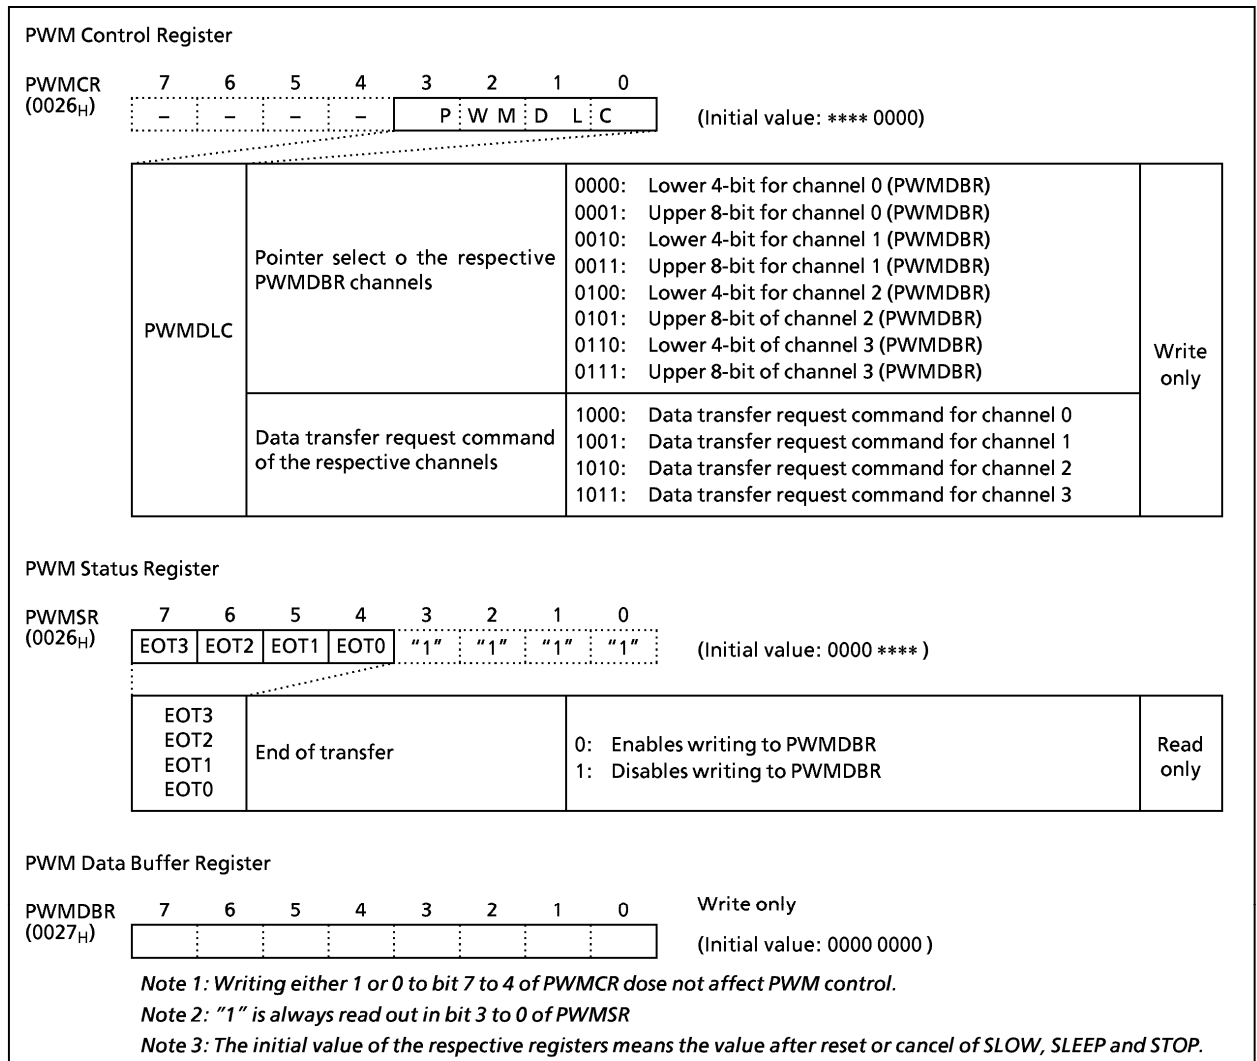 PWM Control Register
PWMCR
(0026H)
7 6 5 4 3 2 1 0
– – – – P W M D L C
(Initial value: **** 0000)
PWMDLC
Pointer select o the respective
PWMDBR channels
0000: Lower 4-bit for channel 0 (PWMDBR)
0001: Upper 8-bit for channel 0 (PWMDBR)
0010: Lower 4-bit for channel 1 (PWMDBR)
0011: Upper 8-bit for channel 1 (PWMDBR)
0100: Lower 4-bit for channel 2 (PWMDBR)
0101: Upper 8-bit of channel 2 (PWMDBR)
0110: Lower 4-bit of channel 3 (PWMDBR)
0111: Upper 8-bit of channel 3 (PWMDBR)
Data transfer request command
of the respective channels
1000: Data transfer request command for channel 0
1001: Data transfer request command for channel 1
1010: Data transfer request command for channel 2
1011: Data transfer request command for channel 3
Write
only
PWM Status Register
PWMSR
(0026H)
7 6 5 4 3 2 1 0
EOT3 EOT2 EOT1 EOT0 "1" "1" "1" "1"
(Initial value: 0000 **** )
EOT3
EOT2
EOT1
EOT0
End of transfer
0: Enables writing to PWMDBR
1: Disables writing to PWMDBR
Read
only
PWM Data Buffer Register
PWMDBR
(0027H)
7 6 5 4 3 2 1 0
Write only
(Initial value: 0000 0000 )
Note 1: Writing either 1 or 0 to bit 7 to 4 of PWMCR dose not affect PWM control.
Note 2: "1" is always read out in bit 3 to 0 of PWMSR
Note 3: The initial value of the respective registers means the value after reset or cancel of SLOW, SLEEP and STOP.